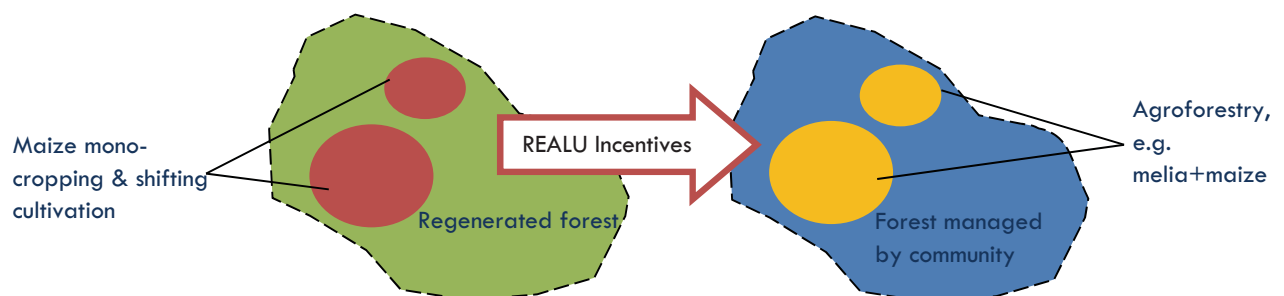 Maize mono-
cropping & shifting
cultivation
Regenerated forest
REALU Incentives
Forest managed
by community
Agroforestry,
e.g.
melia+maize